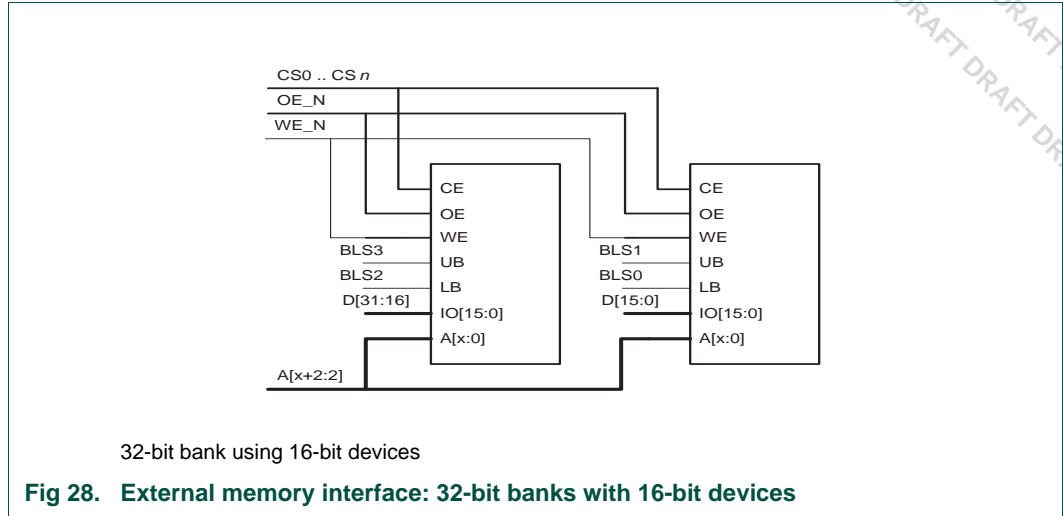 DRAFT DRAFT
DRAFT DRA
CS0 .. CS n
OE_N
WE_N
CE
OE
WE
UB
LB
IO[15:0]
A[x:0]
BLS3
BLS2
D[31:16]
CE
OE
WE
UB
LB
IO[15:0]
A[x:0]
BLS1
BLS0
D[15:0]
A[x+2:2]
32-bit bank using 16-bit devices
Fig 28. External memory interface: 32-bit banks with 16-bit devices